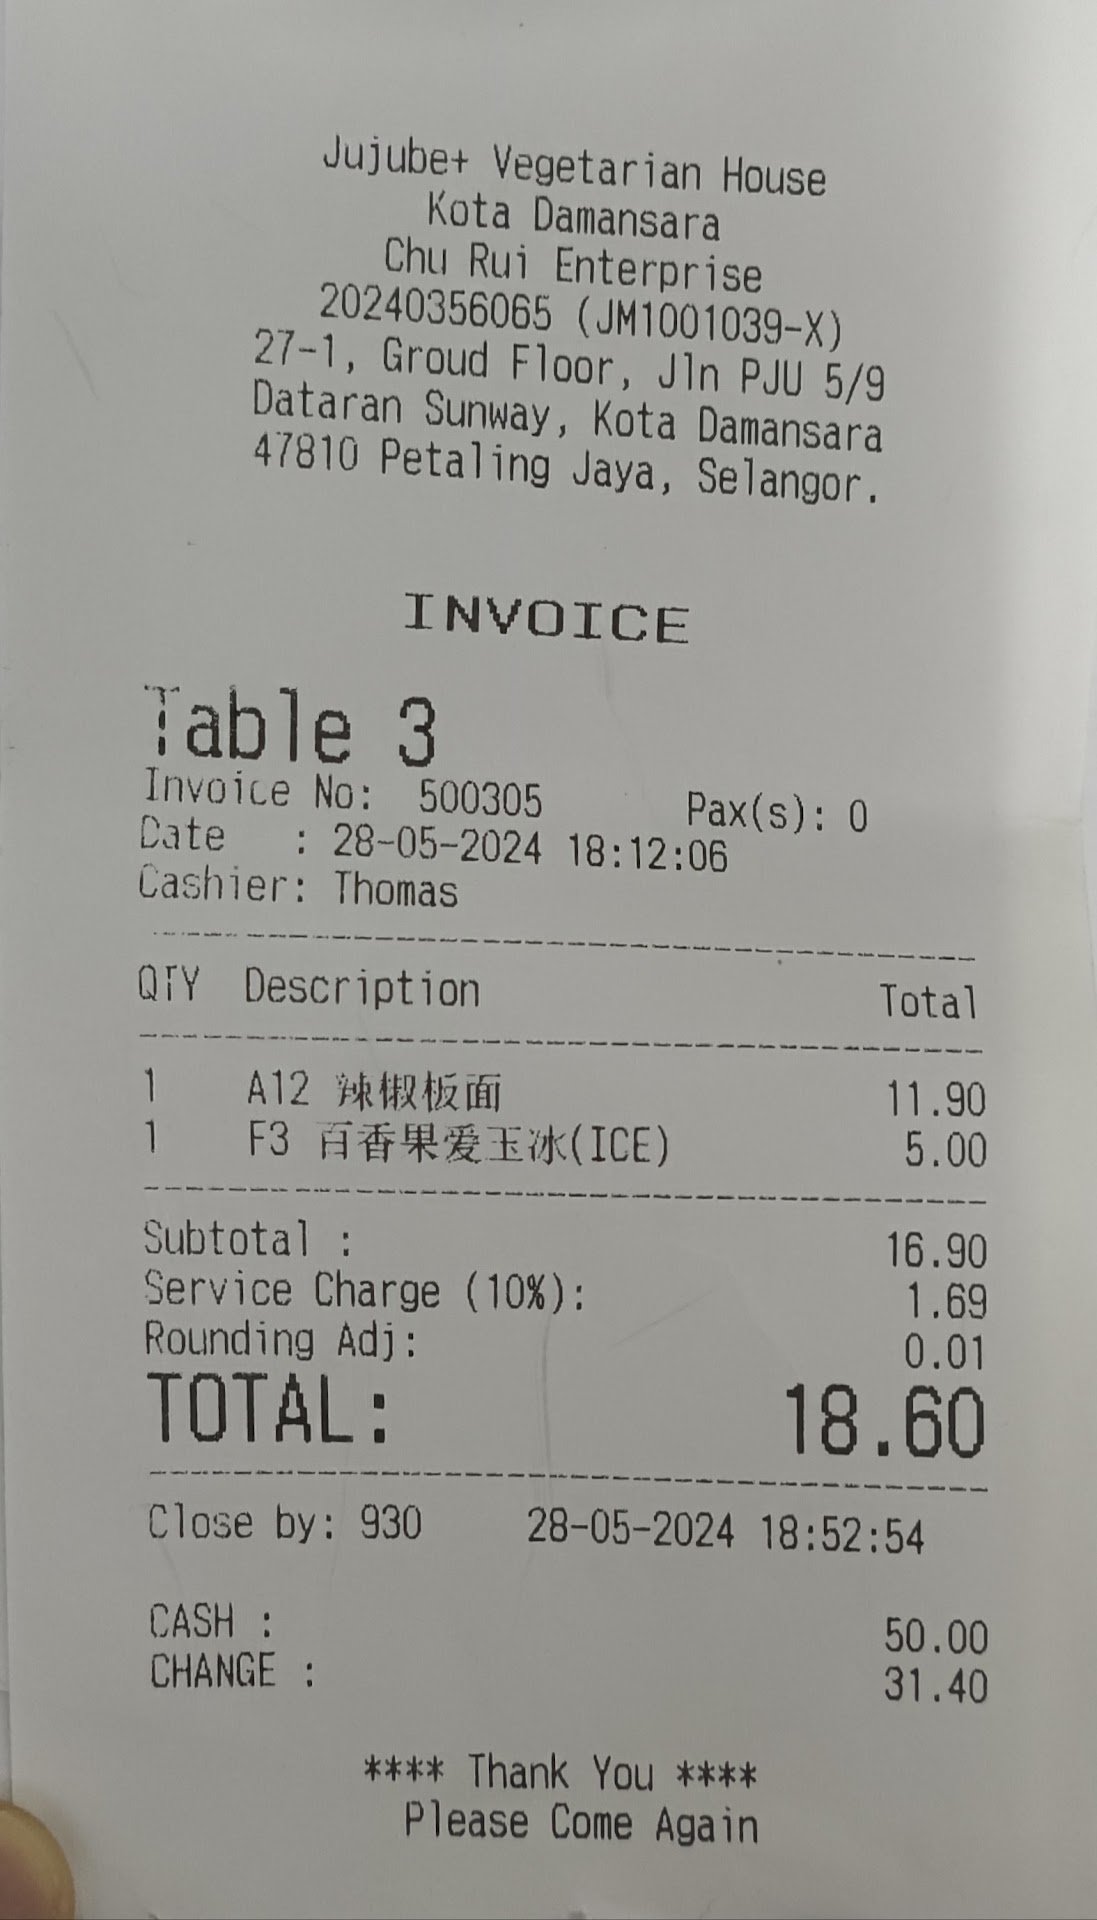 Jujube+ Vegetarian House
Kota Damansara
Chu Rui Enterprise
20240356065 (JM1001039-X)
27-1, Groud Floor, Jln PJU 5/9
Dataran Sunway, Kota Damansara
47810 Petaling Jaya, Selangor.
INVOICE
Table 3
Invoice No: 500305 Pax(s): 0
Date : 28-05-2024 18:12:06
Cashier: Thomas
QTY Description Total
1 A12 辣椒板面 11.90
1 F3 百香果爱玉冰(ICE) 5.00
Subtotal : 16.90
Service Charge (10%): 1.69
Rounding Adj: 0.01
TOTAL: 18.60
Close by: 930 28-05-2024 18:52:54
CASH : 50.00
CHANGE : 31.40
**** Thank You ****
Please Come Again